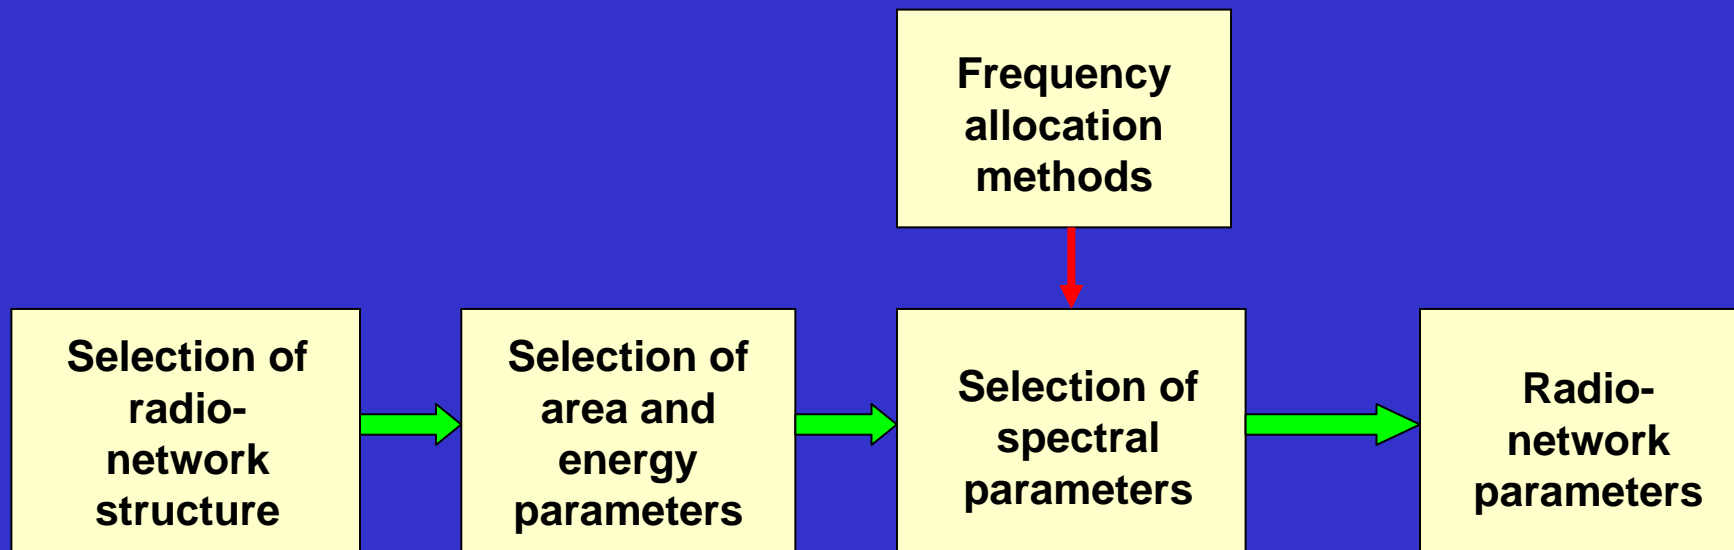 Frequency
allocation
methods
Selection of
radio-
network
structure
Selection of
area and
energy
parameters
Selection of
spectral
parameters
Radio-
network
parameters